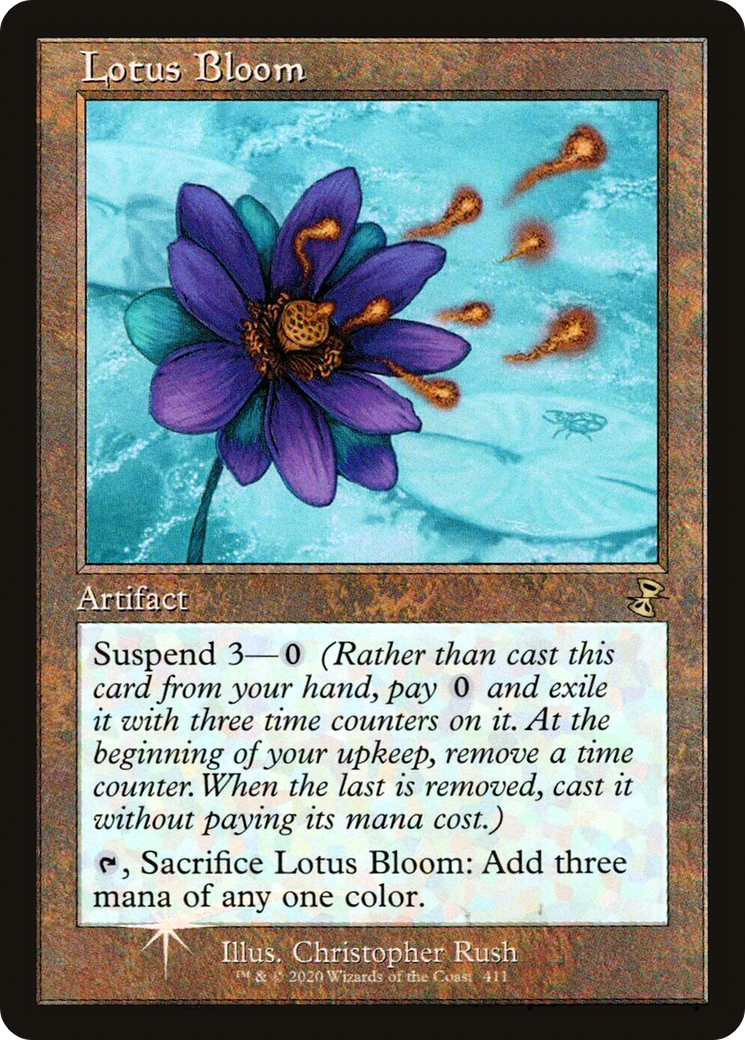 Lotus Bloom
Artifact
Suspend 3—0 (Rather than cast this
card from your hand, pay 0 and exile
it with three time counters on it. At the
beginning of your upkeep, remove a time
counter. When the last is removed, cast it
without paying its mana cost.)
, Sacrifice Lotus Bloom: Add three
mana of any one color.
Illus. Christopher Rush
™ & © 2020 Wizards of the Coast 411